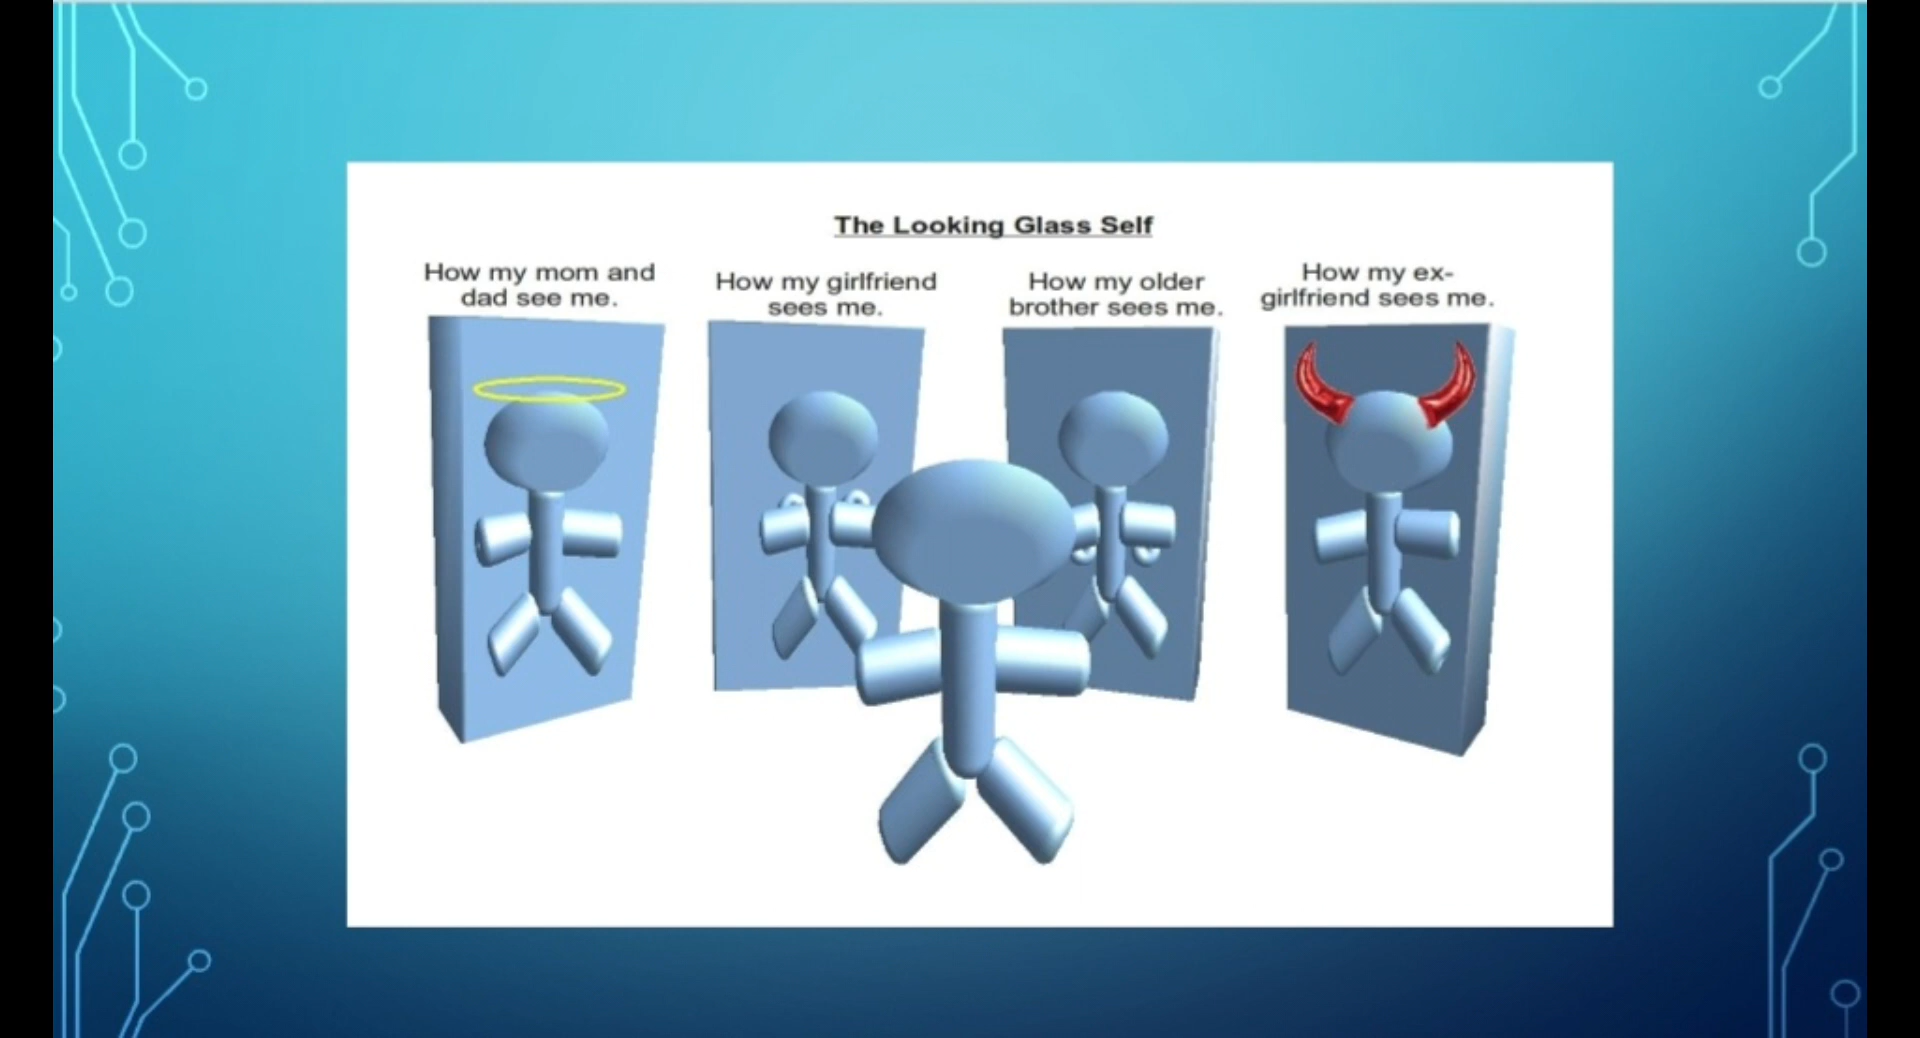 The Looking Glass Self
How my mom and
dad see me.
How my girlfriend
sees me.
How my older
brother sees me.
How my ex-
girlfriend sees me.